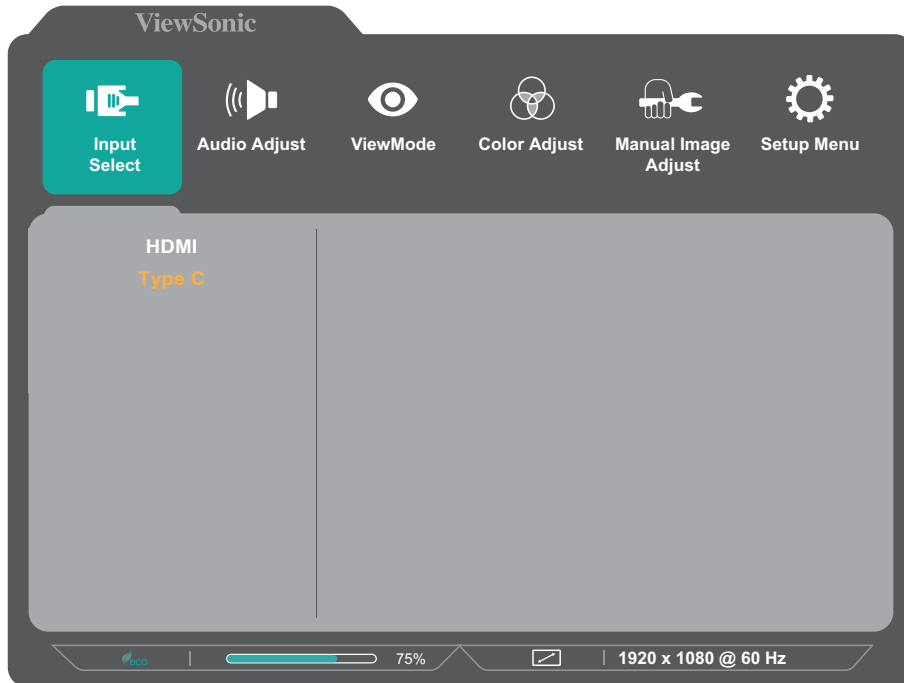 ViewSonic
Input
Select
Audio Adjust
ViewMode
Color Adjust
Manual Image
Adjust
Setup Menu
HDMI
Type C
eco
75%
1920 x 1080 @ 60 Hz